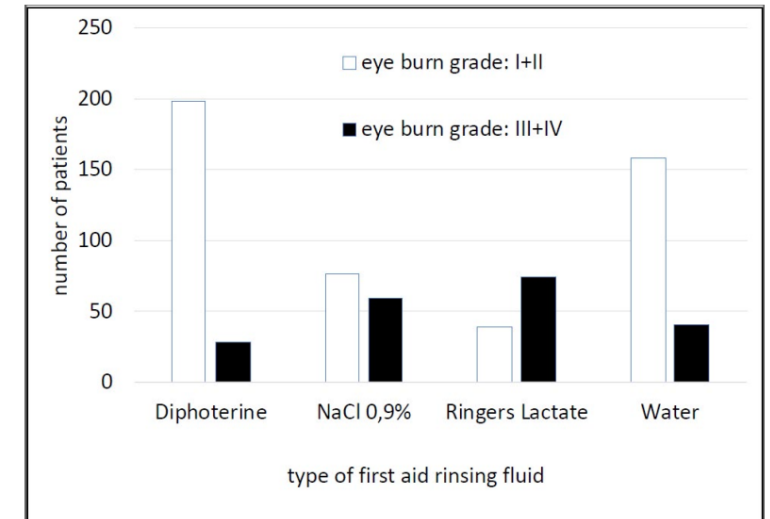 250
200
150
100
50
0
number of patients
eye burn grade: I+II
eye burn grade: III+IV
Diphoterine NaCl 0,9% Ringers Lactate Water
type of first aid rinsing fluid